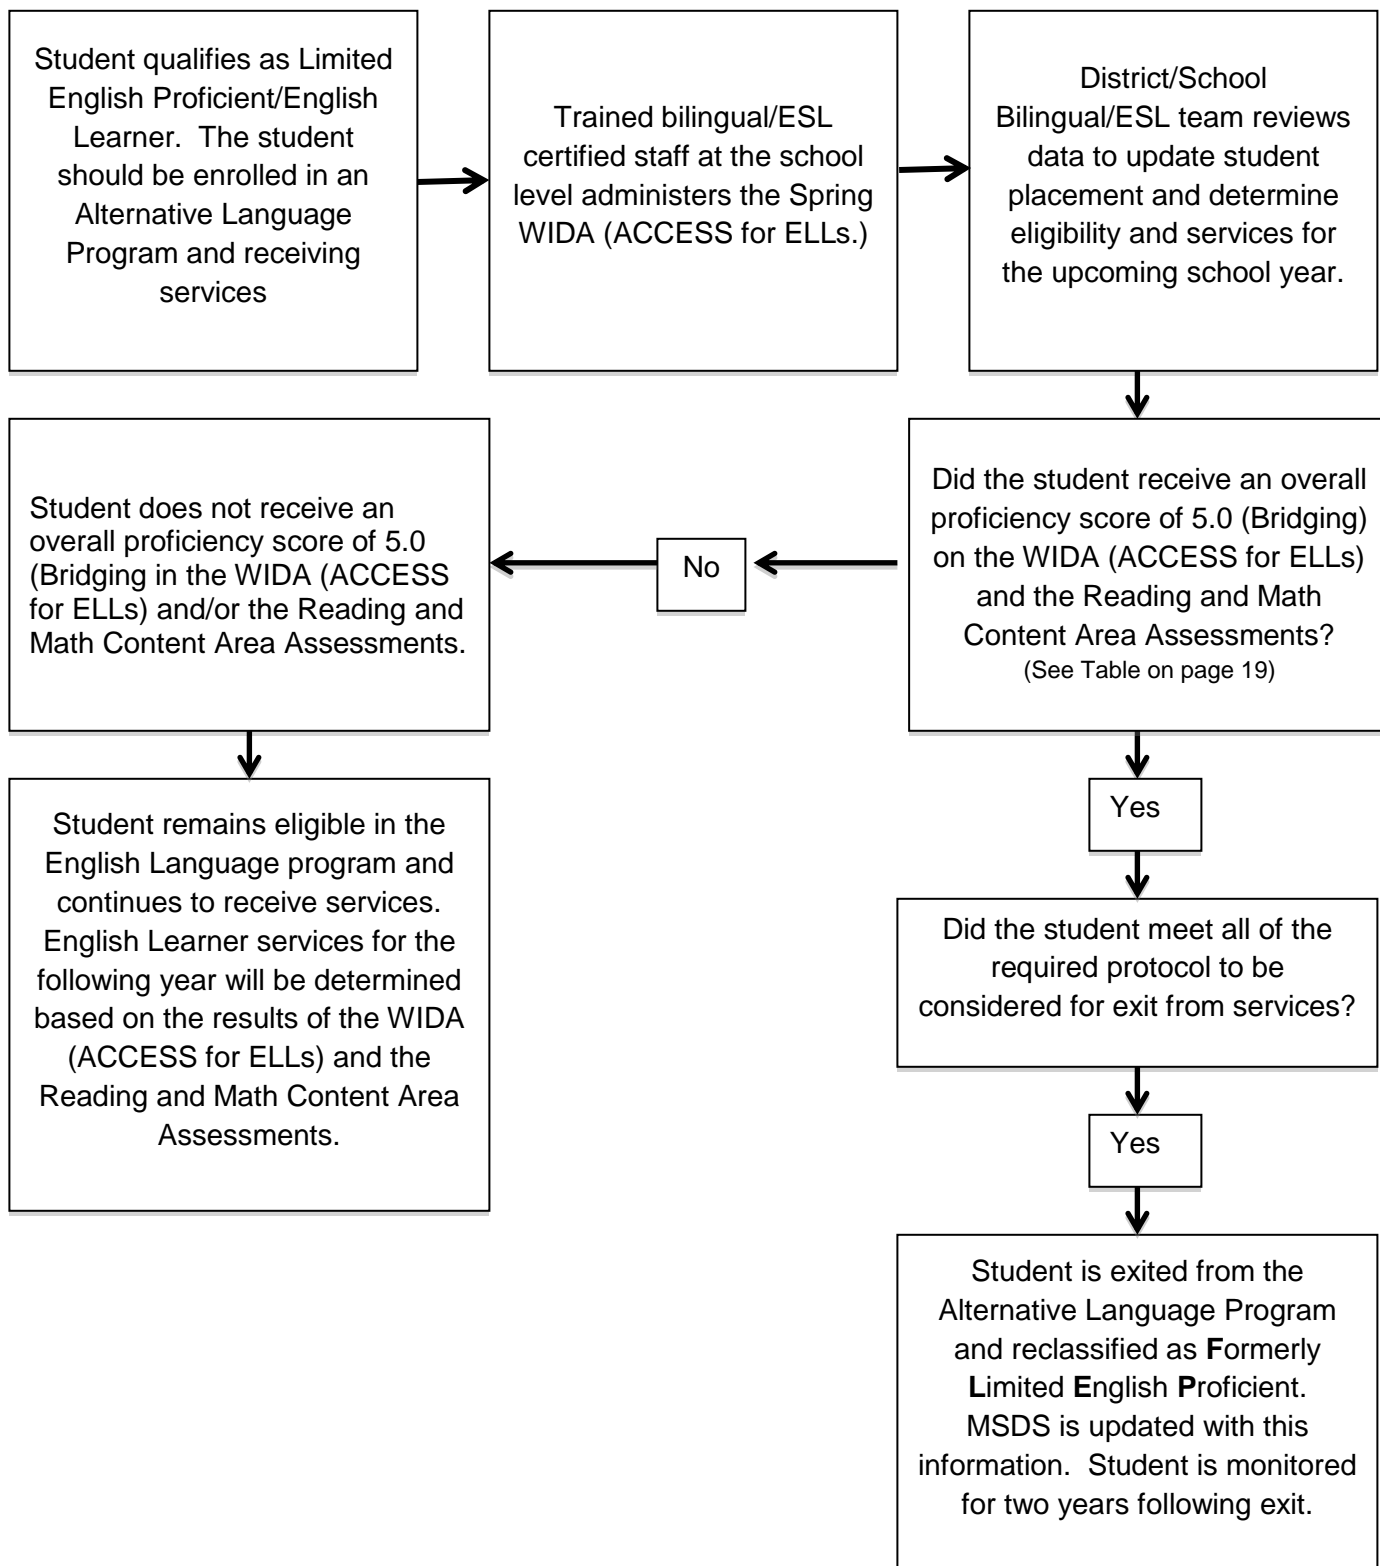 Student qualifies as Limited
English Proficient/English
Learner.  The student
should be enrolled in an
Alternative Language
Program and receiving
services
Trained bilingual/ESL
certified staff at the school
level administers the Spring
WIDA (ACCESS for ELLs.)
District/School
Bilingual/ESL team reviews
data to update student
placement and determine
eligibility and services for
the upcoming school year.
Did the student receive an overall
proficiency score of 5.0 (Bridging)
on the WIDA (ACCESS for ELLs)
and the Reading and Math
Content Area Assessments?
(See Table on page 19)
No
Student does not receive an
overall proficiency score of 5.0
(Bridging in the WIDA (ACCESS
for ELLs) and/or the Reading and
Math Content Area Assessments.
Student remains eligible in the
English Language program and
continues to receive services.
English Learner services for the
following year will be determined
based on the results of the WIDA
(ACCESS for ELLs) and the
Reading and Math Content Area
Assessments.
Yes
Did the student meet all of the
required protocol to be
considered for exit from services?
Yes
Student is exited from the
Alternative Language Program
and reclassified as Formerly
Limited English Proficient.
MSDS is updated with this
information.  Student is monitored
for two years following exit.